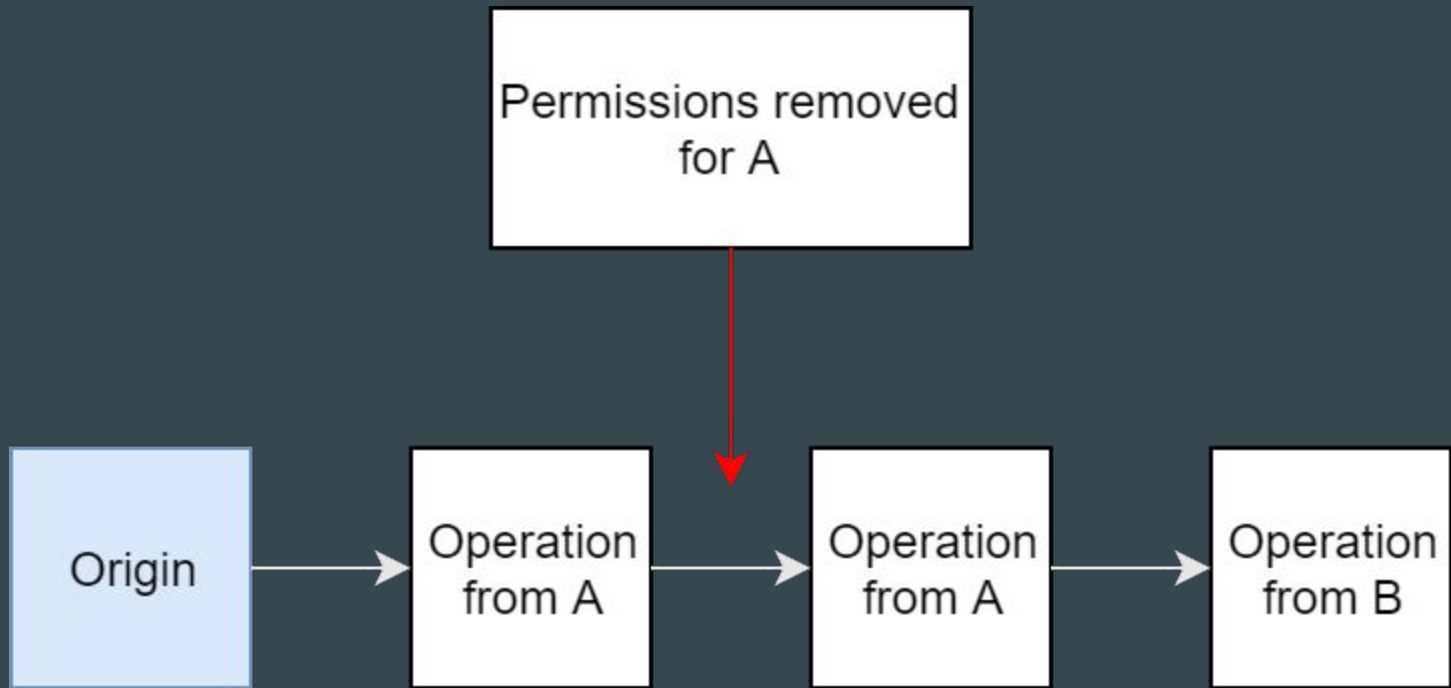 Permissions removed
for A
Origin
Operation
from A
Operation
from A
Operation
from B